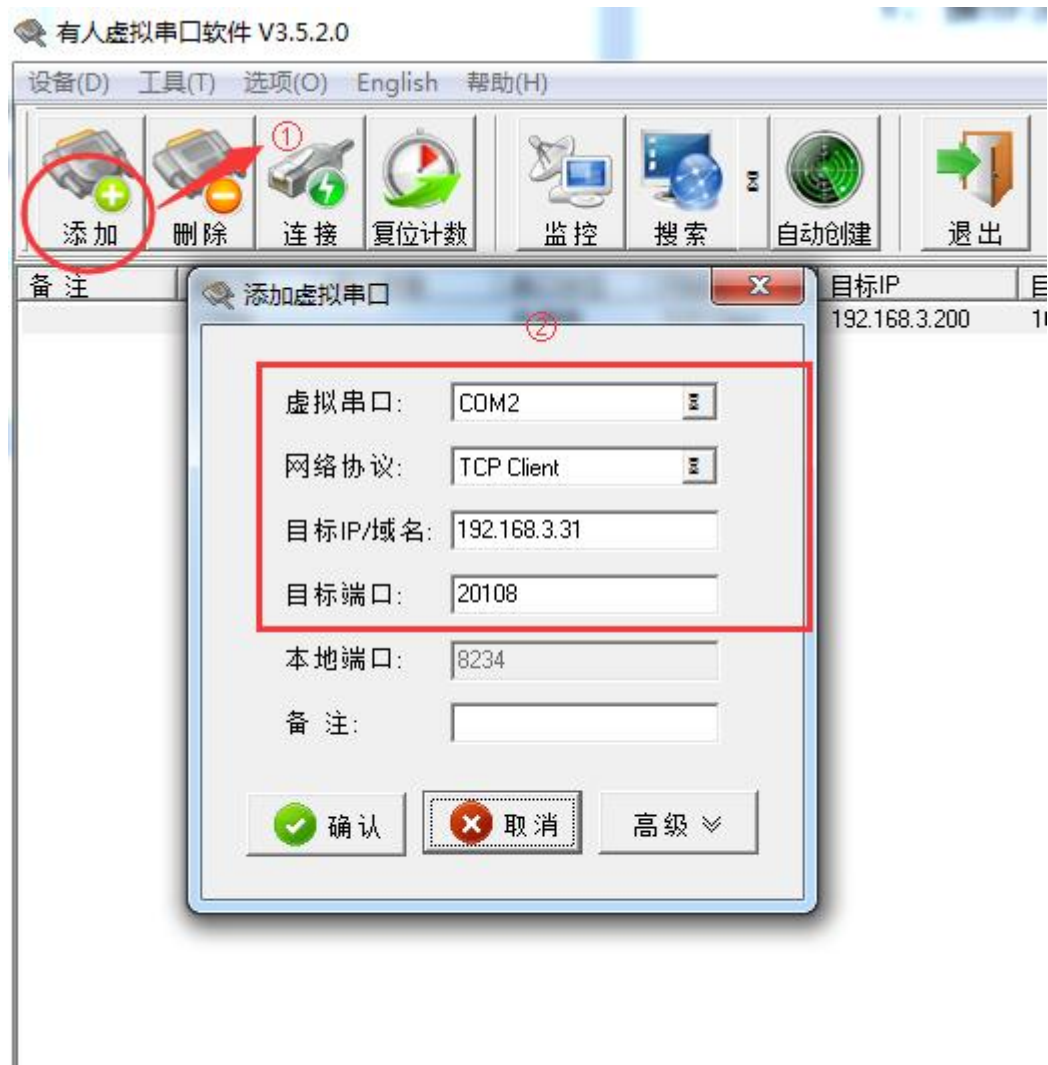 有人虚拟串口软件 V3.5.2.0
设备(D) 工具(T) 选项(O) English 帮助(H)
①
添加 删除 连接 复位计数 监控 搜索 自动创建 退出
备 注 目标IP
添加虚拟串口
192.168.3.200
②
虚拟串口: COM2
网络协议: TCP Client
目标IP/域名: 192.168.3.31
目标端口: 20108
本地端口: 8234
备 注:
确认 取消 高级